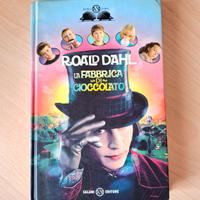 ROALD DAHL
LA FABBRICA
DI
CIOCCOLATO
SALANI EDITORE